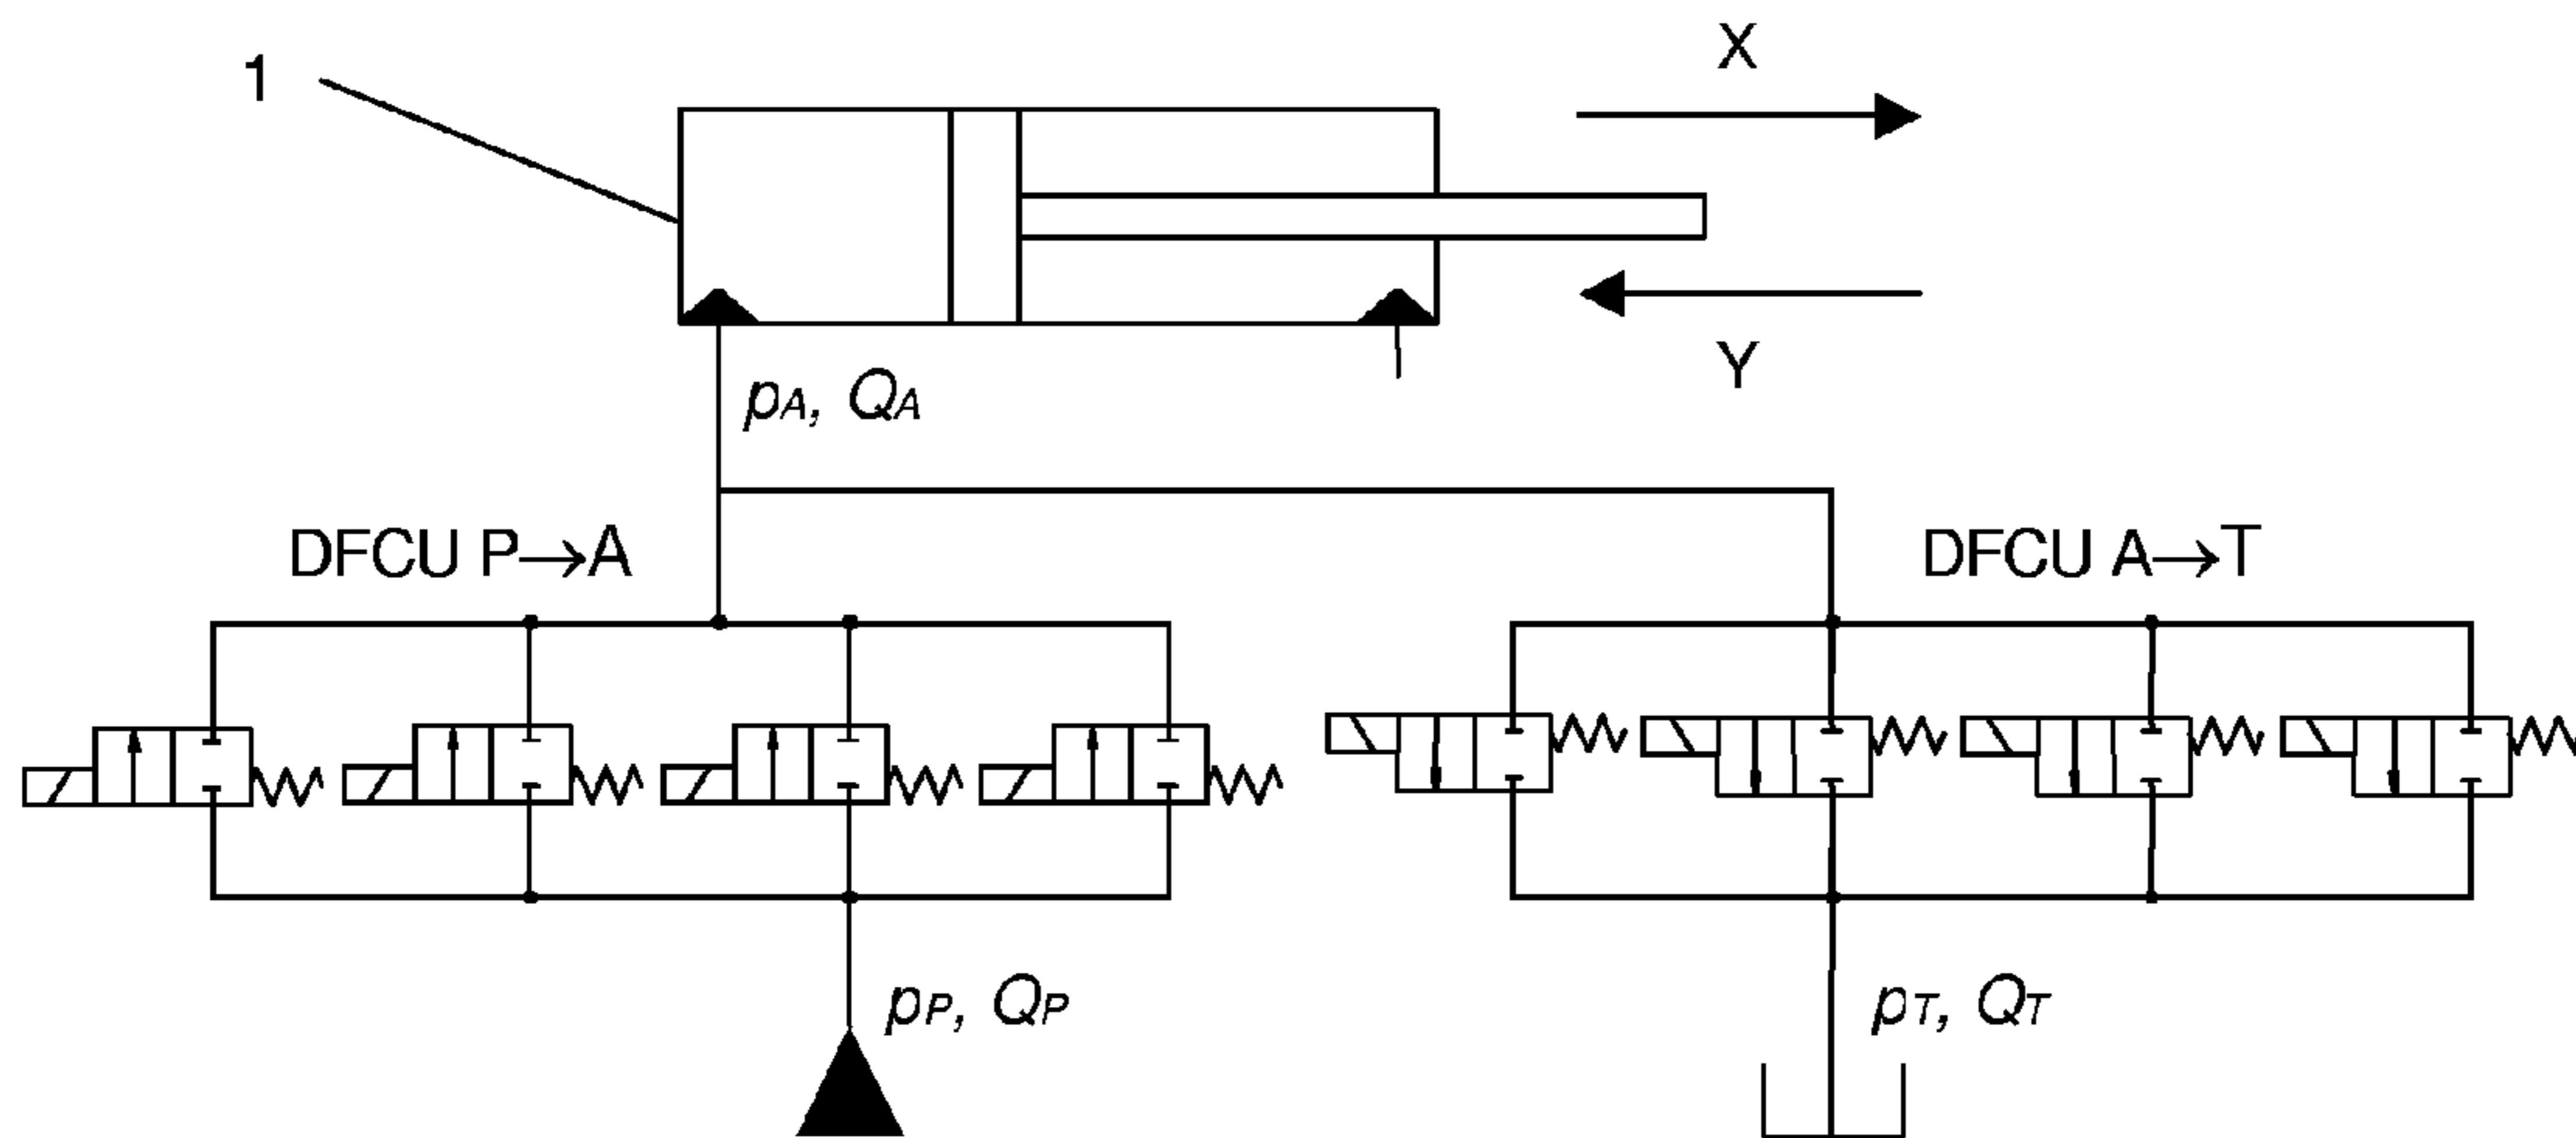 1
X
Y
pA, QA
DFCU P→A
DFCU A→T
pP, QP
pT, QT